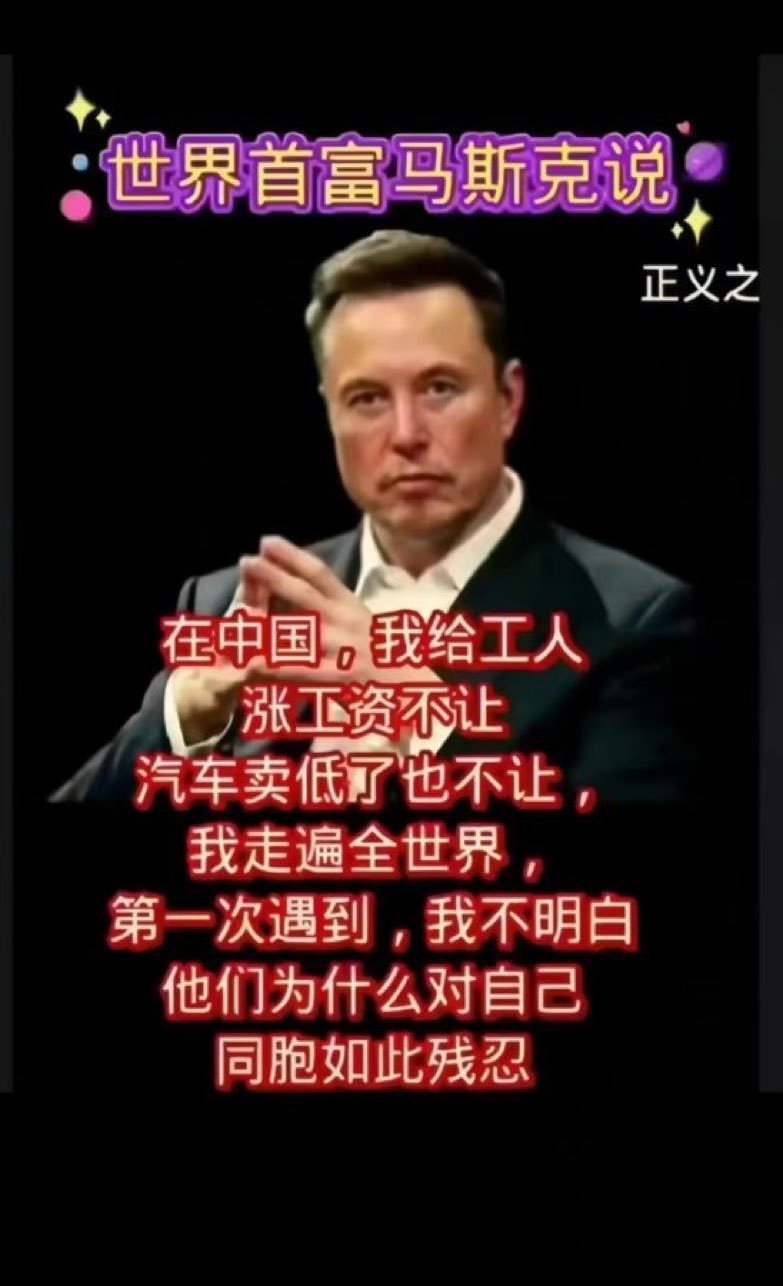 世界首富马斯克说
正义之
在中国，我给工人
涨工资不让
汽车卖低了也不让，
我走遍全世界，
第一次遇到，我不明白
他们为什么对自己
同胞如此残忍